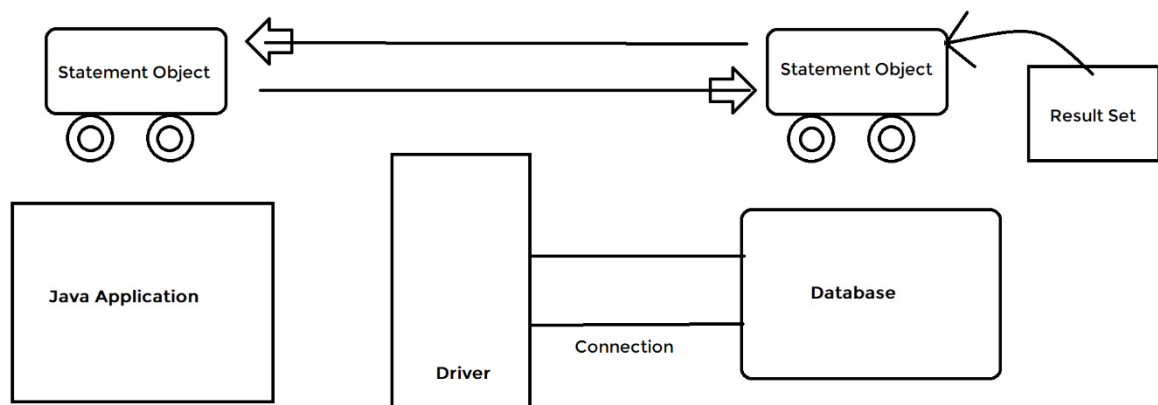 Statement Object
Statement Object
Result Set
Java Application
Database
Connection
Driver